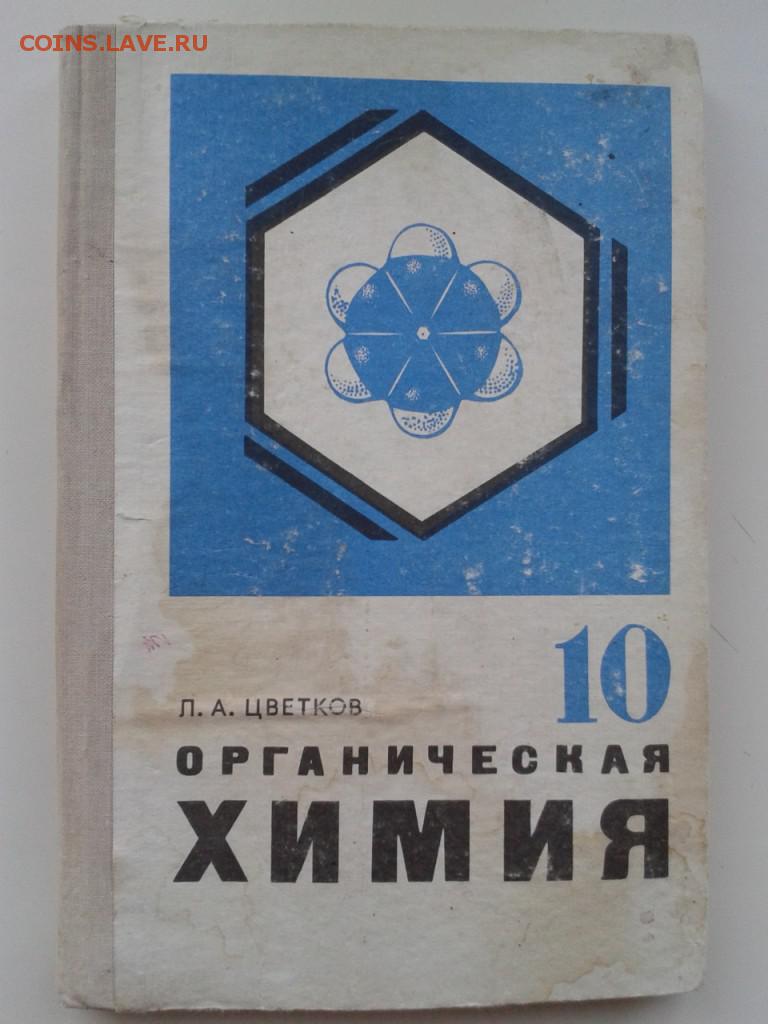 COINS.LAVE.RU
10
Л. А. ЦВЕТКОВ
ОРГАНИЧЕСКАЯ
ХИМИЯ